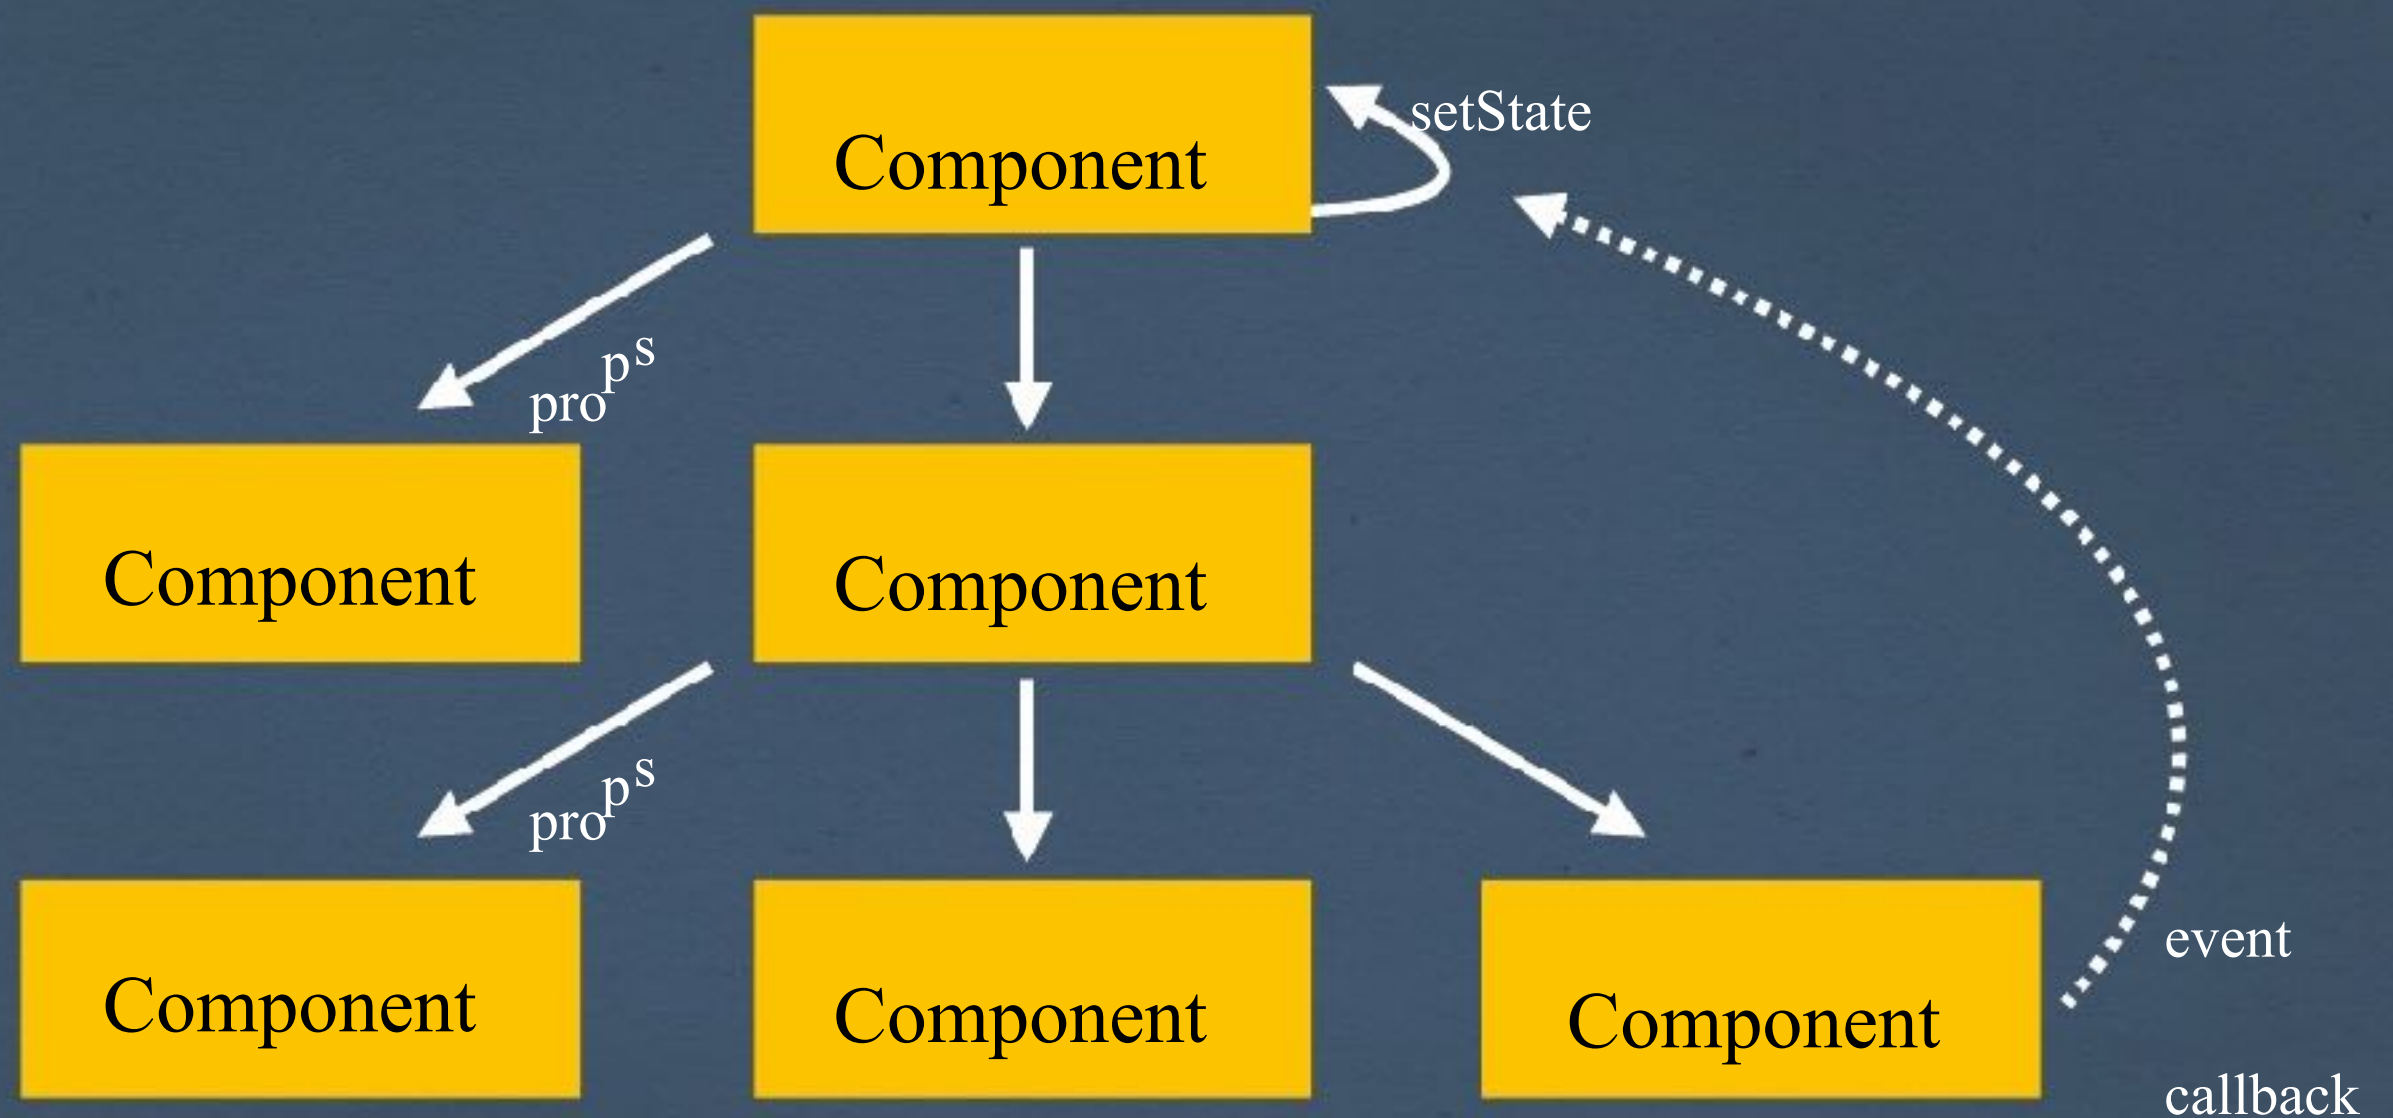 Component
setState
props
Component
Component
props
Component
Component
Component
event
callback